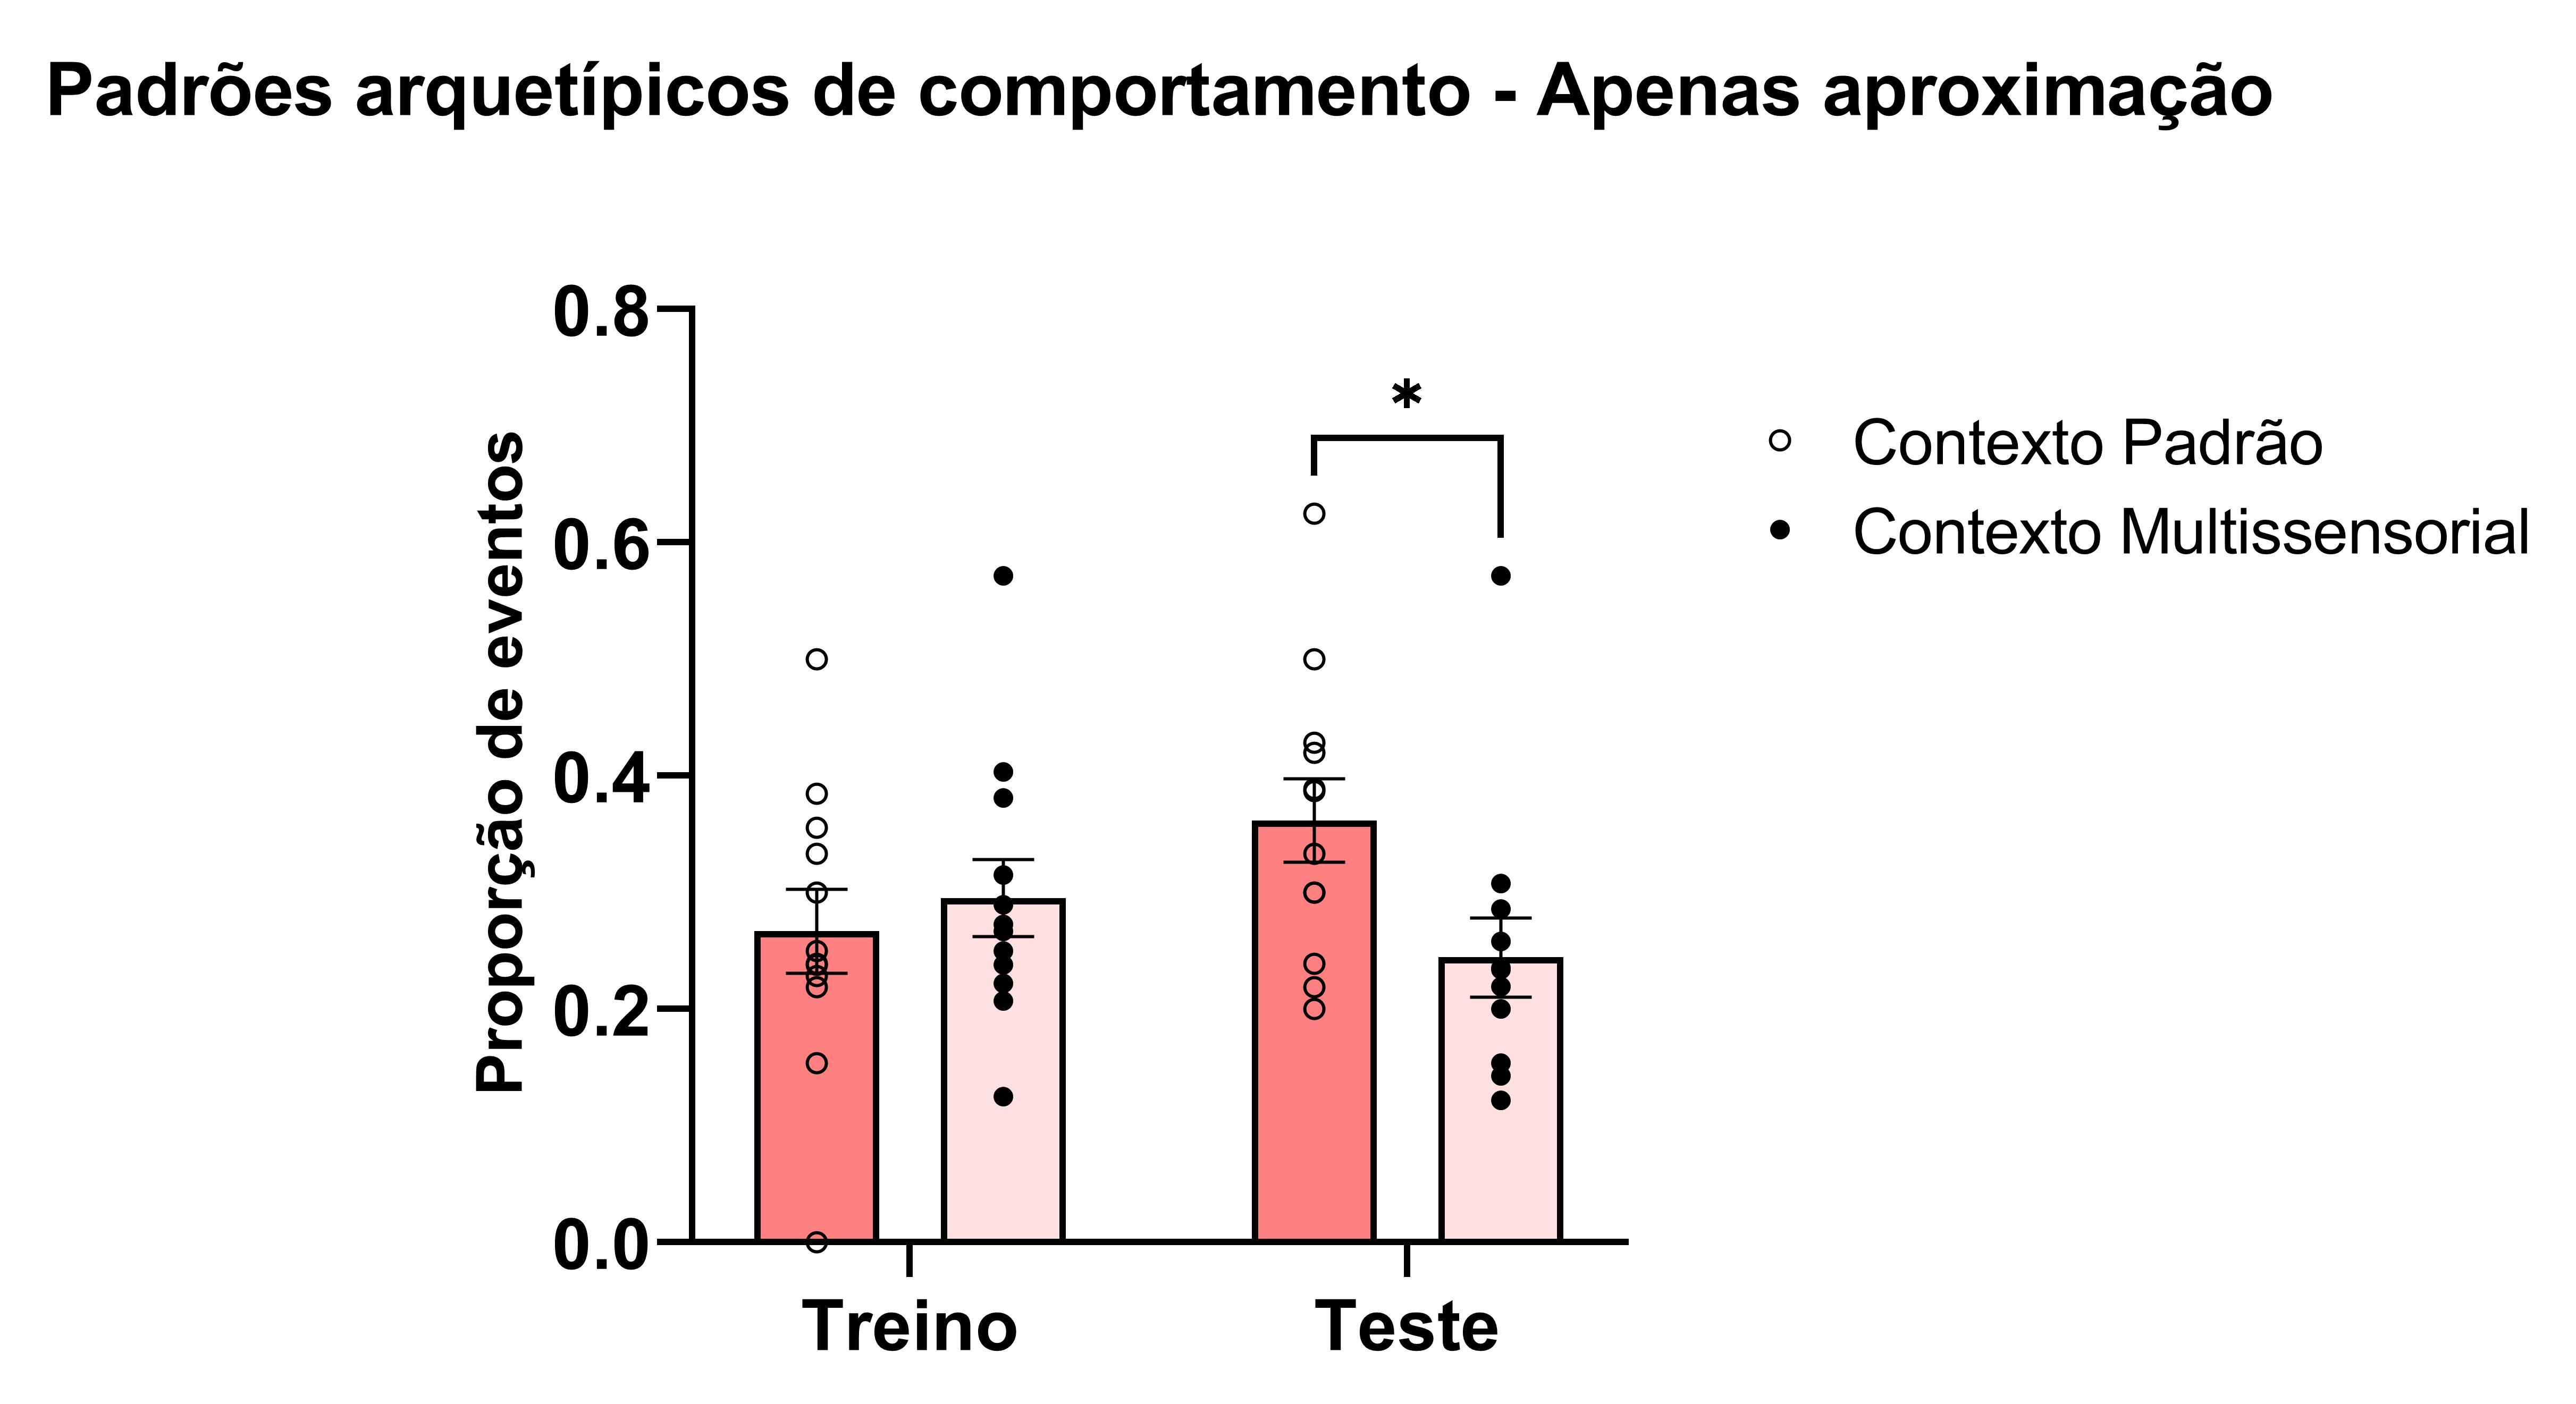 Padrões arquetípicos de comportamento - Apenas aproximação
Proporção de eventos
0.8
0.6
0.4
0.2
0.0
*
Treino
Teste
Contexto Padrão
Contexto Multissensorial